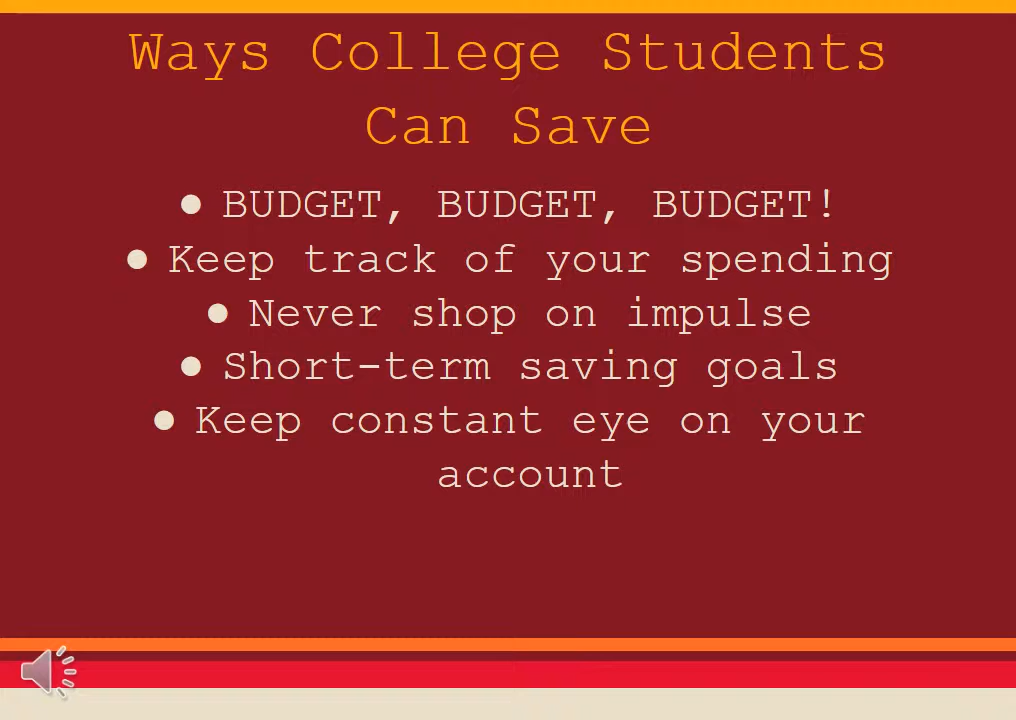 Ways College Students
Can Save
● BUDGET, BUDGET, BUDGET!
● Keep track of your spending
● Never shop on impulse
● Short-term saving goals
● Keep constant eye on your
account